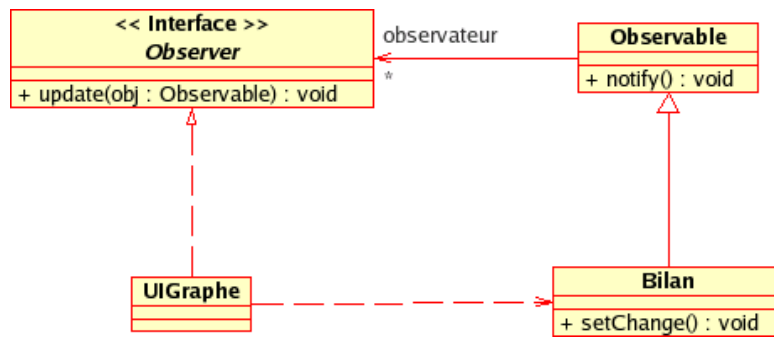 << Interface >>
Observer
+ update(obj : Observable) : void
observateur
*
Observable
+ notify() : void
UIGraphe
Bilan
+ setChange() : void